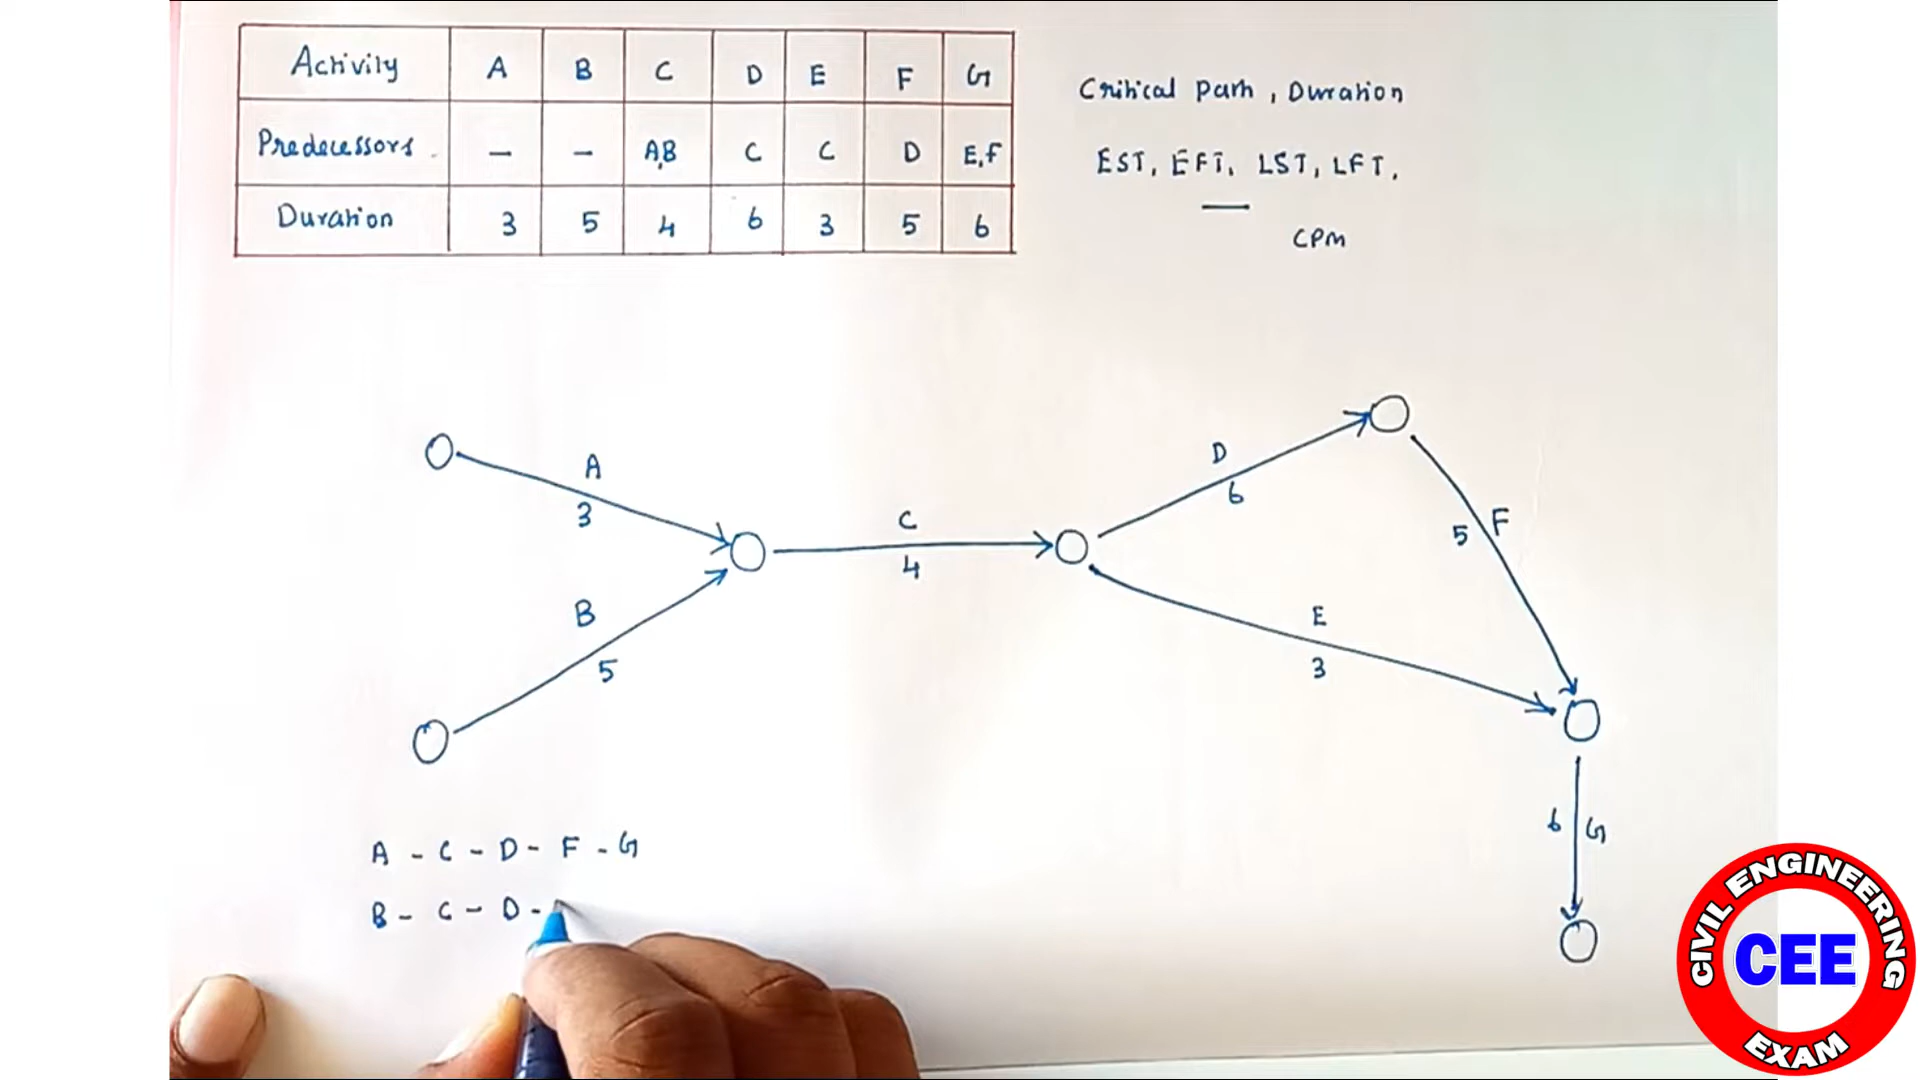 Activity A B C D E F G
Predecessors - - A,B C C D E,F
Duration 3 5 4 6 3 5 6
Critical Path, Duration
EST, EFT, LST, LFT,
CPM
A
3
B
5
C
4
D
6
5 F
E
3
6 G
A - C - D - F - G
B - C - D -
CIVIL ENGINEERING
CEE
EXAM